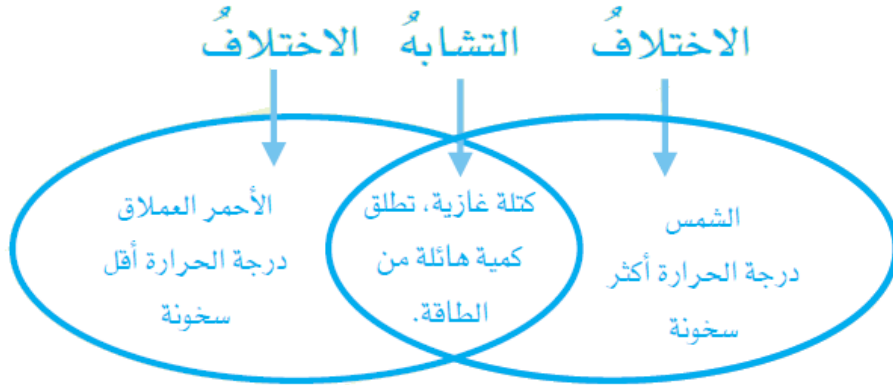 الاختلافُ
التشابهُ
الاختلافُ
الشمس
درجة الحرارة أكثر
سخونة
كتلة غازية، تطلق
كمية هائلة من
الطاقة.
الأحمر العملاق
درجة الحرارة أقل
سخونة